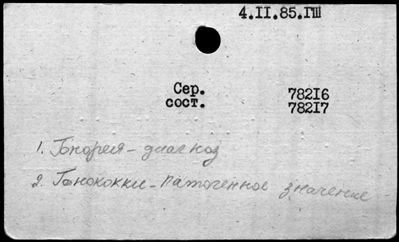 4.II.85.ГШ
Сер. 78216
сост. 78217
1. Гонорея - диагноз
2. Гонококки - патогенное значение